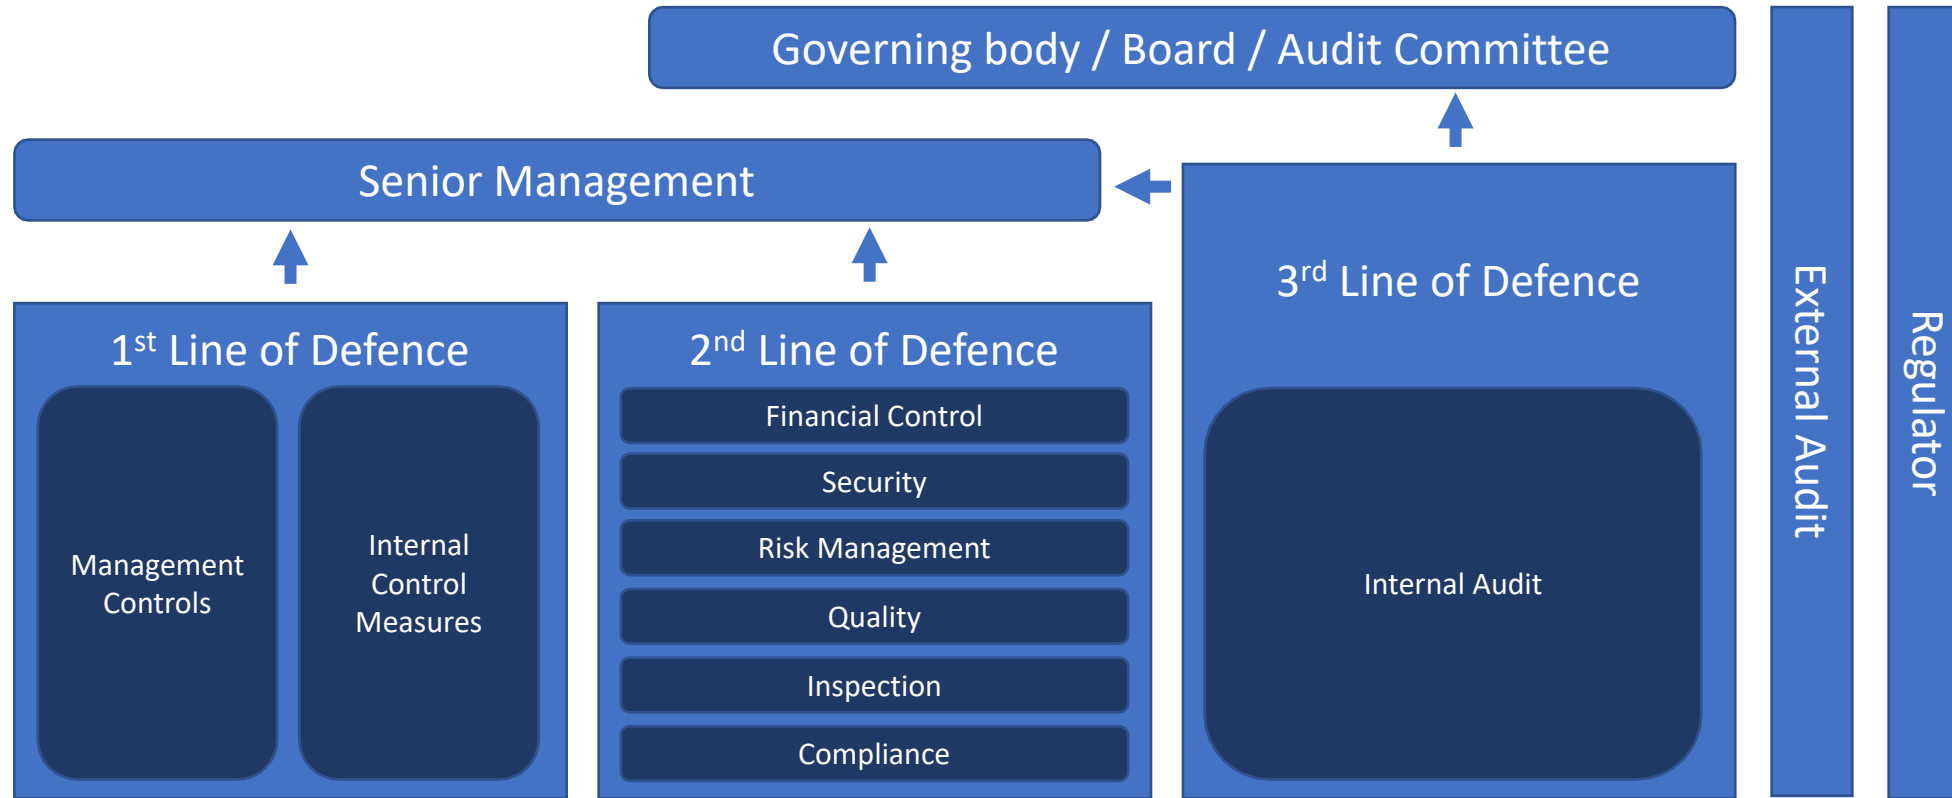 Governing body / Board / Audit Committee
Senior Management
1st Line of Defence
Management
Controls
Internal
Control
Measures
2nd Line of Defence
Financial Control
Security
Risk Management
Quality
Inspection
Compliance
3rd Line of Defence
Internal Audit
External Audit
Regulator